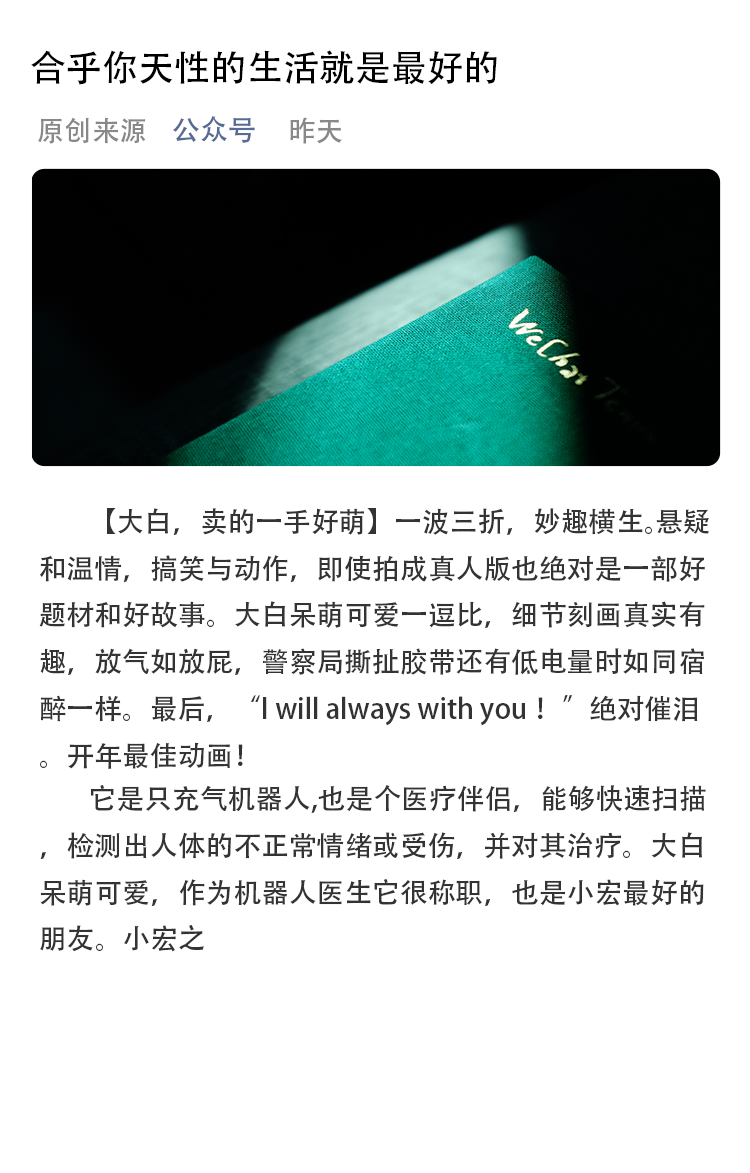 合乎你天性的生活就是最好的
原创来源 公众号 昨天
WeChat Team
【大白，卖的一手好萌】一波三折，妙趣横生。悬疑
和温情，搞笑与动作，即使拍成真人版也绝对是一部好
题材和好故事。大白呆萌可爱一逗比，细节刻画真实有
趣，放气如放屁，警察局撕扯胶带还有低电量时如同宿
醉一样。最后，“I will always with you！”绝对催泪
。开年最佳动画！
它是只充气机器人,也是个医疗伴侣，能够快速扫描
，检测出人体的不正常情绪或受伤，并对其治疗。大白
呆萌可爱，作为机器人医生它很称职，也是小宏最好的
朋友。小宏之